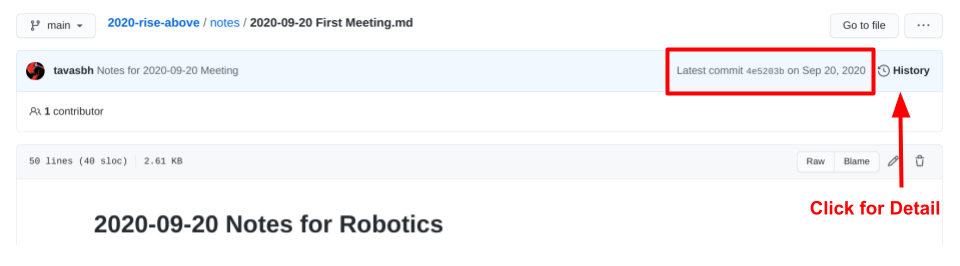 main 2020-rise-above / notes / 2020-09-20 First Meeting.md Go to file ...
tavasbh Notes for 2020-09-20 Meeting Latest commit 4e5203b on Sep 20, 2020 History
1 contributor
50 lines (40 sloc) 2.61 KB Raw Blame
Click for Detail
2020-09-20 Notes for Robotics